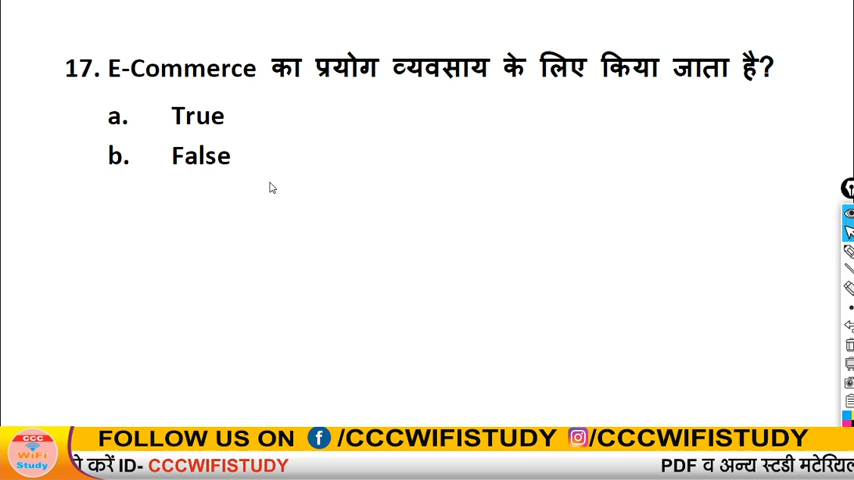 17. E-Commerce का प्रयोग व्यवसाय के लिए किया जाता है?
a. True
b. False
CCC
WiFi
Study
FOLLOW US ON /CCCWIFISTUDY /CCCWIFISTUDY
करें ID- CCCWIFISTUDY
PDF व अन्य स्टडी मटेरियल